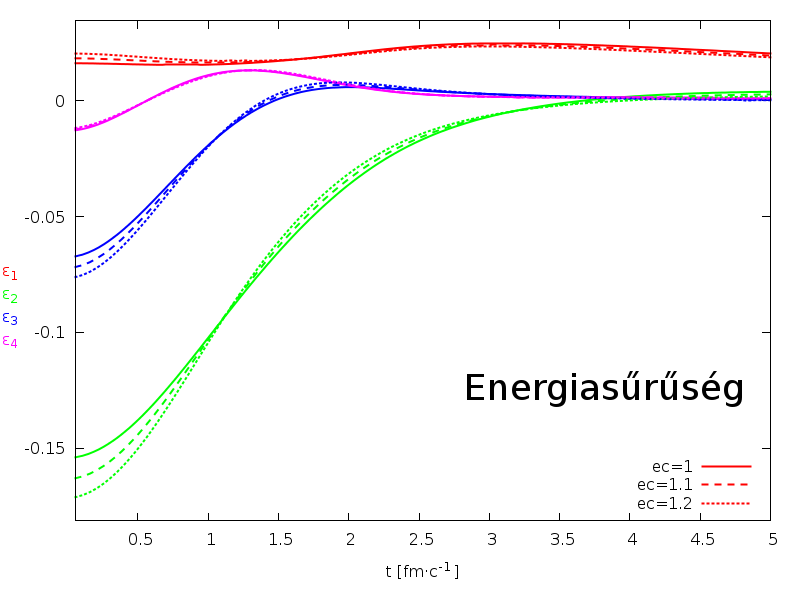 0
-0.05
-0.1
-0.15
ε1
ε2
ε3
ε4
Energiasűrűség
ec=1
ec=1.1
ec=1.2
0.5 1 1.5 2 2.5 3 3.5 4 4.5 5
t [fm·c-1]